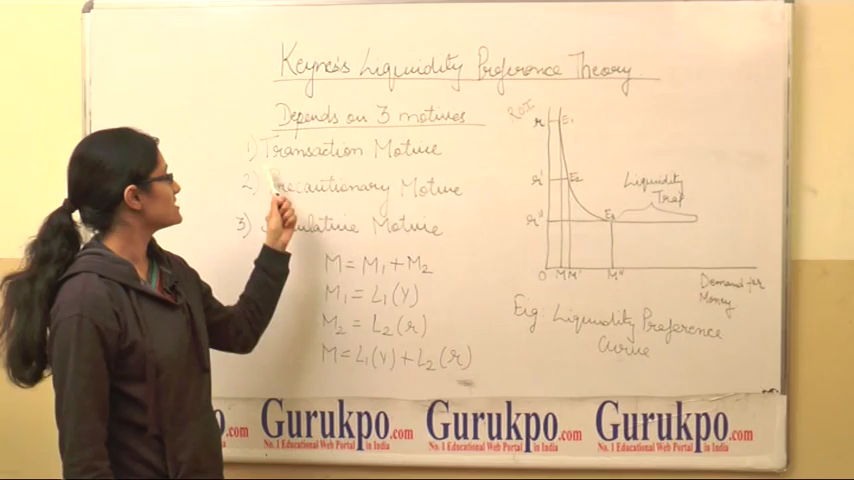 Keynes's Liquidity Preference Theory
Depends on 3 motives
1) Transaction Motive
2) Precautionary Motive
3) Motive
M = M1 + M2
M1 = L1 (Y)
M2 = L2 (r)
M = L1 (Y) + L2 (r)
ROI
r E1
r' E2
r'' E3
Liquidity
Trap
O M M' M''
Demand for
Money
Fig: Liquidity Preference
Curve
.com
Gurukpo.com
No. 1 Educational Web Portal in India
Gurukpo.com
No. 1 Educational Web Portal in India
Gurukpo.com
No. 1 Educational Web Portal in India